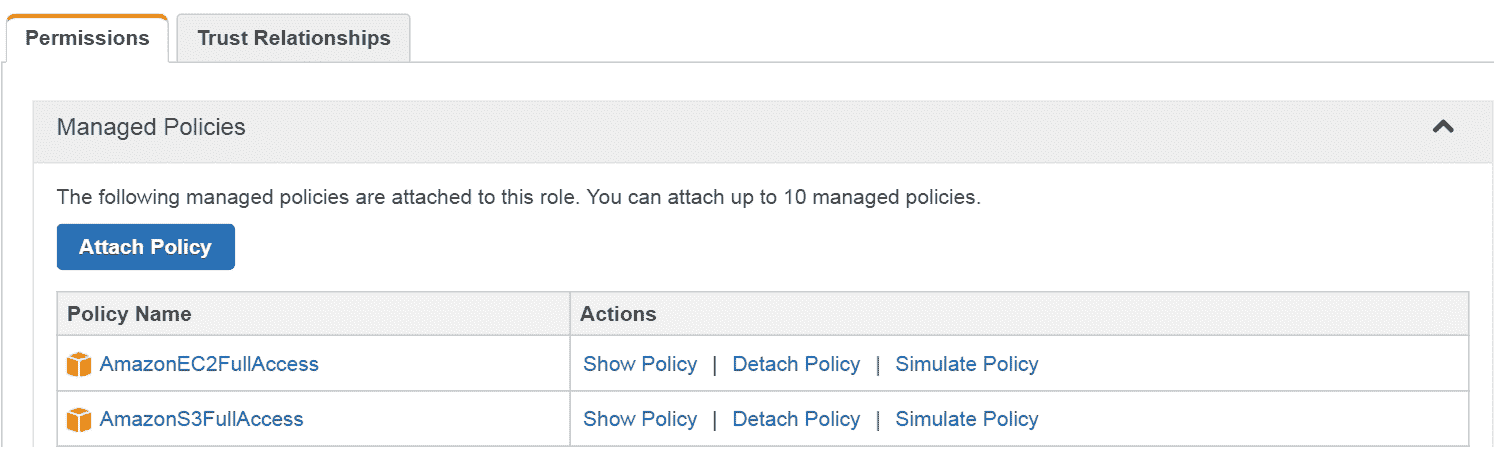 Permissions Trust Relationships
Managed Policies
The following managed policies are attached to this role. You can attach up to 10 managed policies.
Attach Policy
Policy Name Actions
AmazonEC2FullAccess Show Policy | Detach Policy | Simulate Policy
AmazonS3FullAccess Show Policy | Detach Policy | Simulate Policy